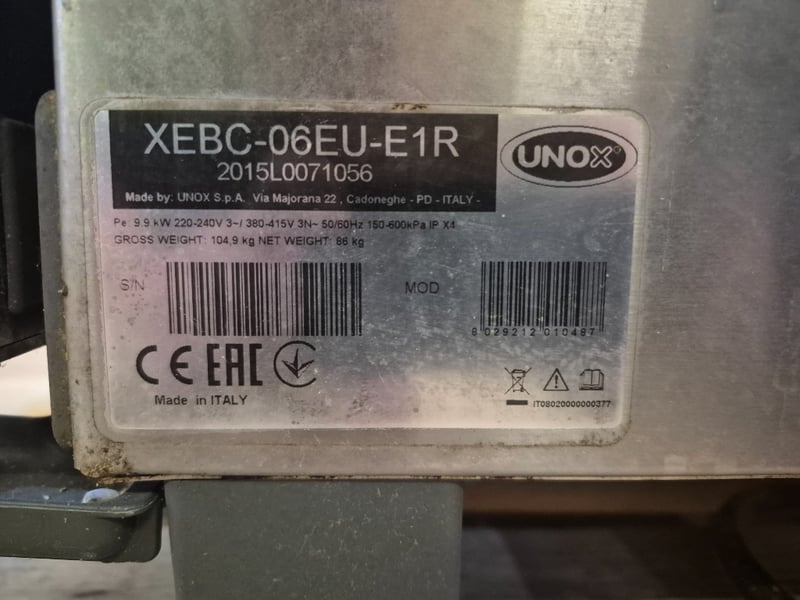 XEBC-06EU-E1R
2015L0071056
UNOX
Made by: UNOX S.p.A. Via Majorana 22 , Cadoneghe - PD - ITALY -
Pe 9.9 kW 220-240V 3~/ 380-415V 3N~ 50/60Hz 150-600kPa IP X4
GROSS WEIGHT: 104,9 kg NET WEIGHT: 86 kg
S/N
MOD
8 029212 010487
CE EAC
Made in ITALY
IT08020000000377